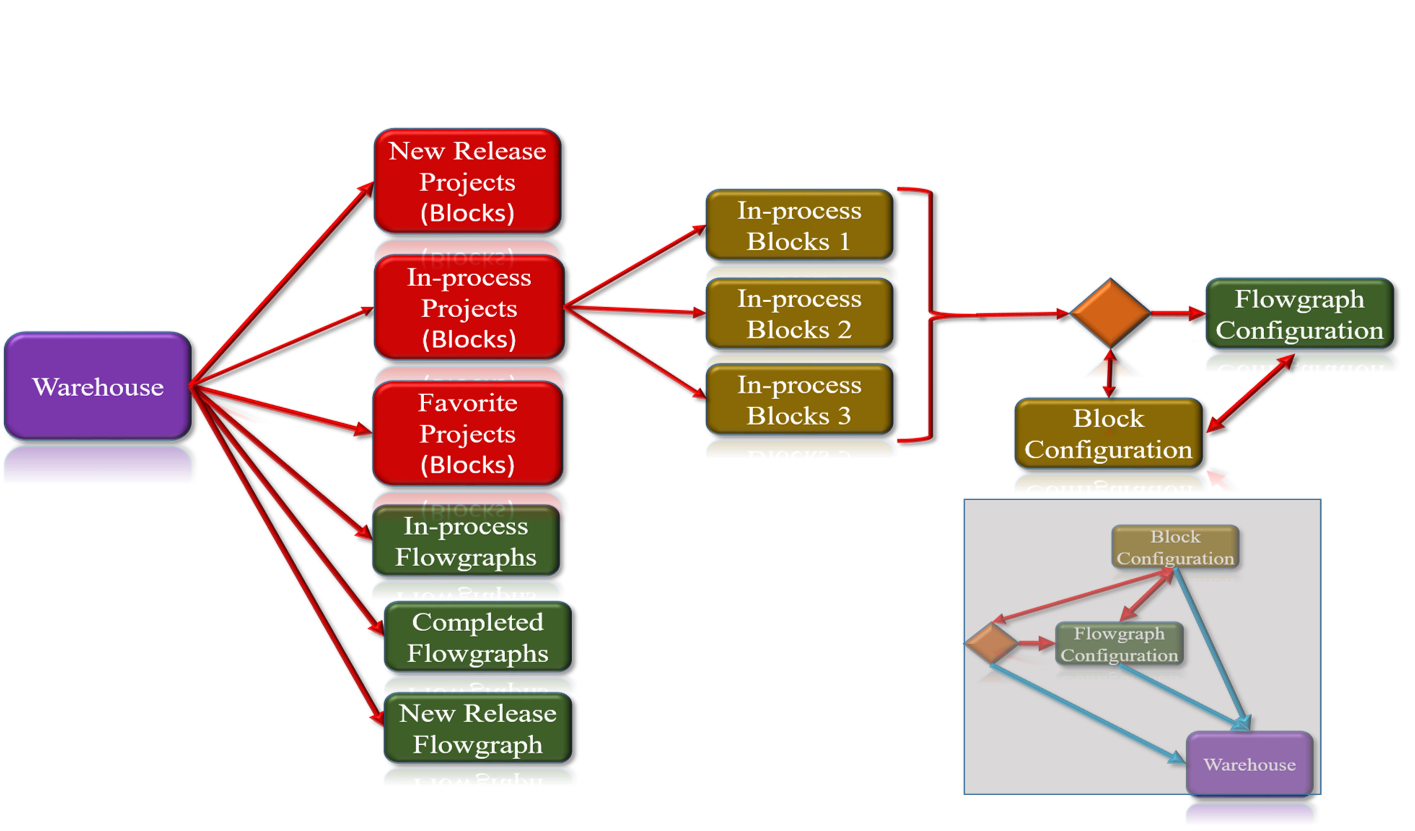 Warehouse
New Release
Projects
(Blocks)
In-process
Projects
(Blocks)
Favorite
Projects
(Blocks)
In-process
Flowgraphs
Completed
Flowgraphs
New Release
Flowgraph
In-process
Blocks 1
In-process
Blocks 2
In-process
Blocks 3
Flowgraph
Configuration
Block
Configuration
Block
Configuration
Flowgraph
Configuration
Warehouse